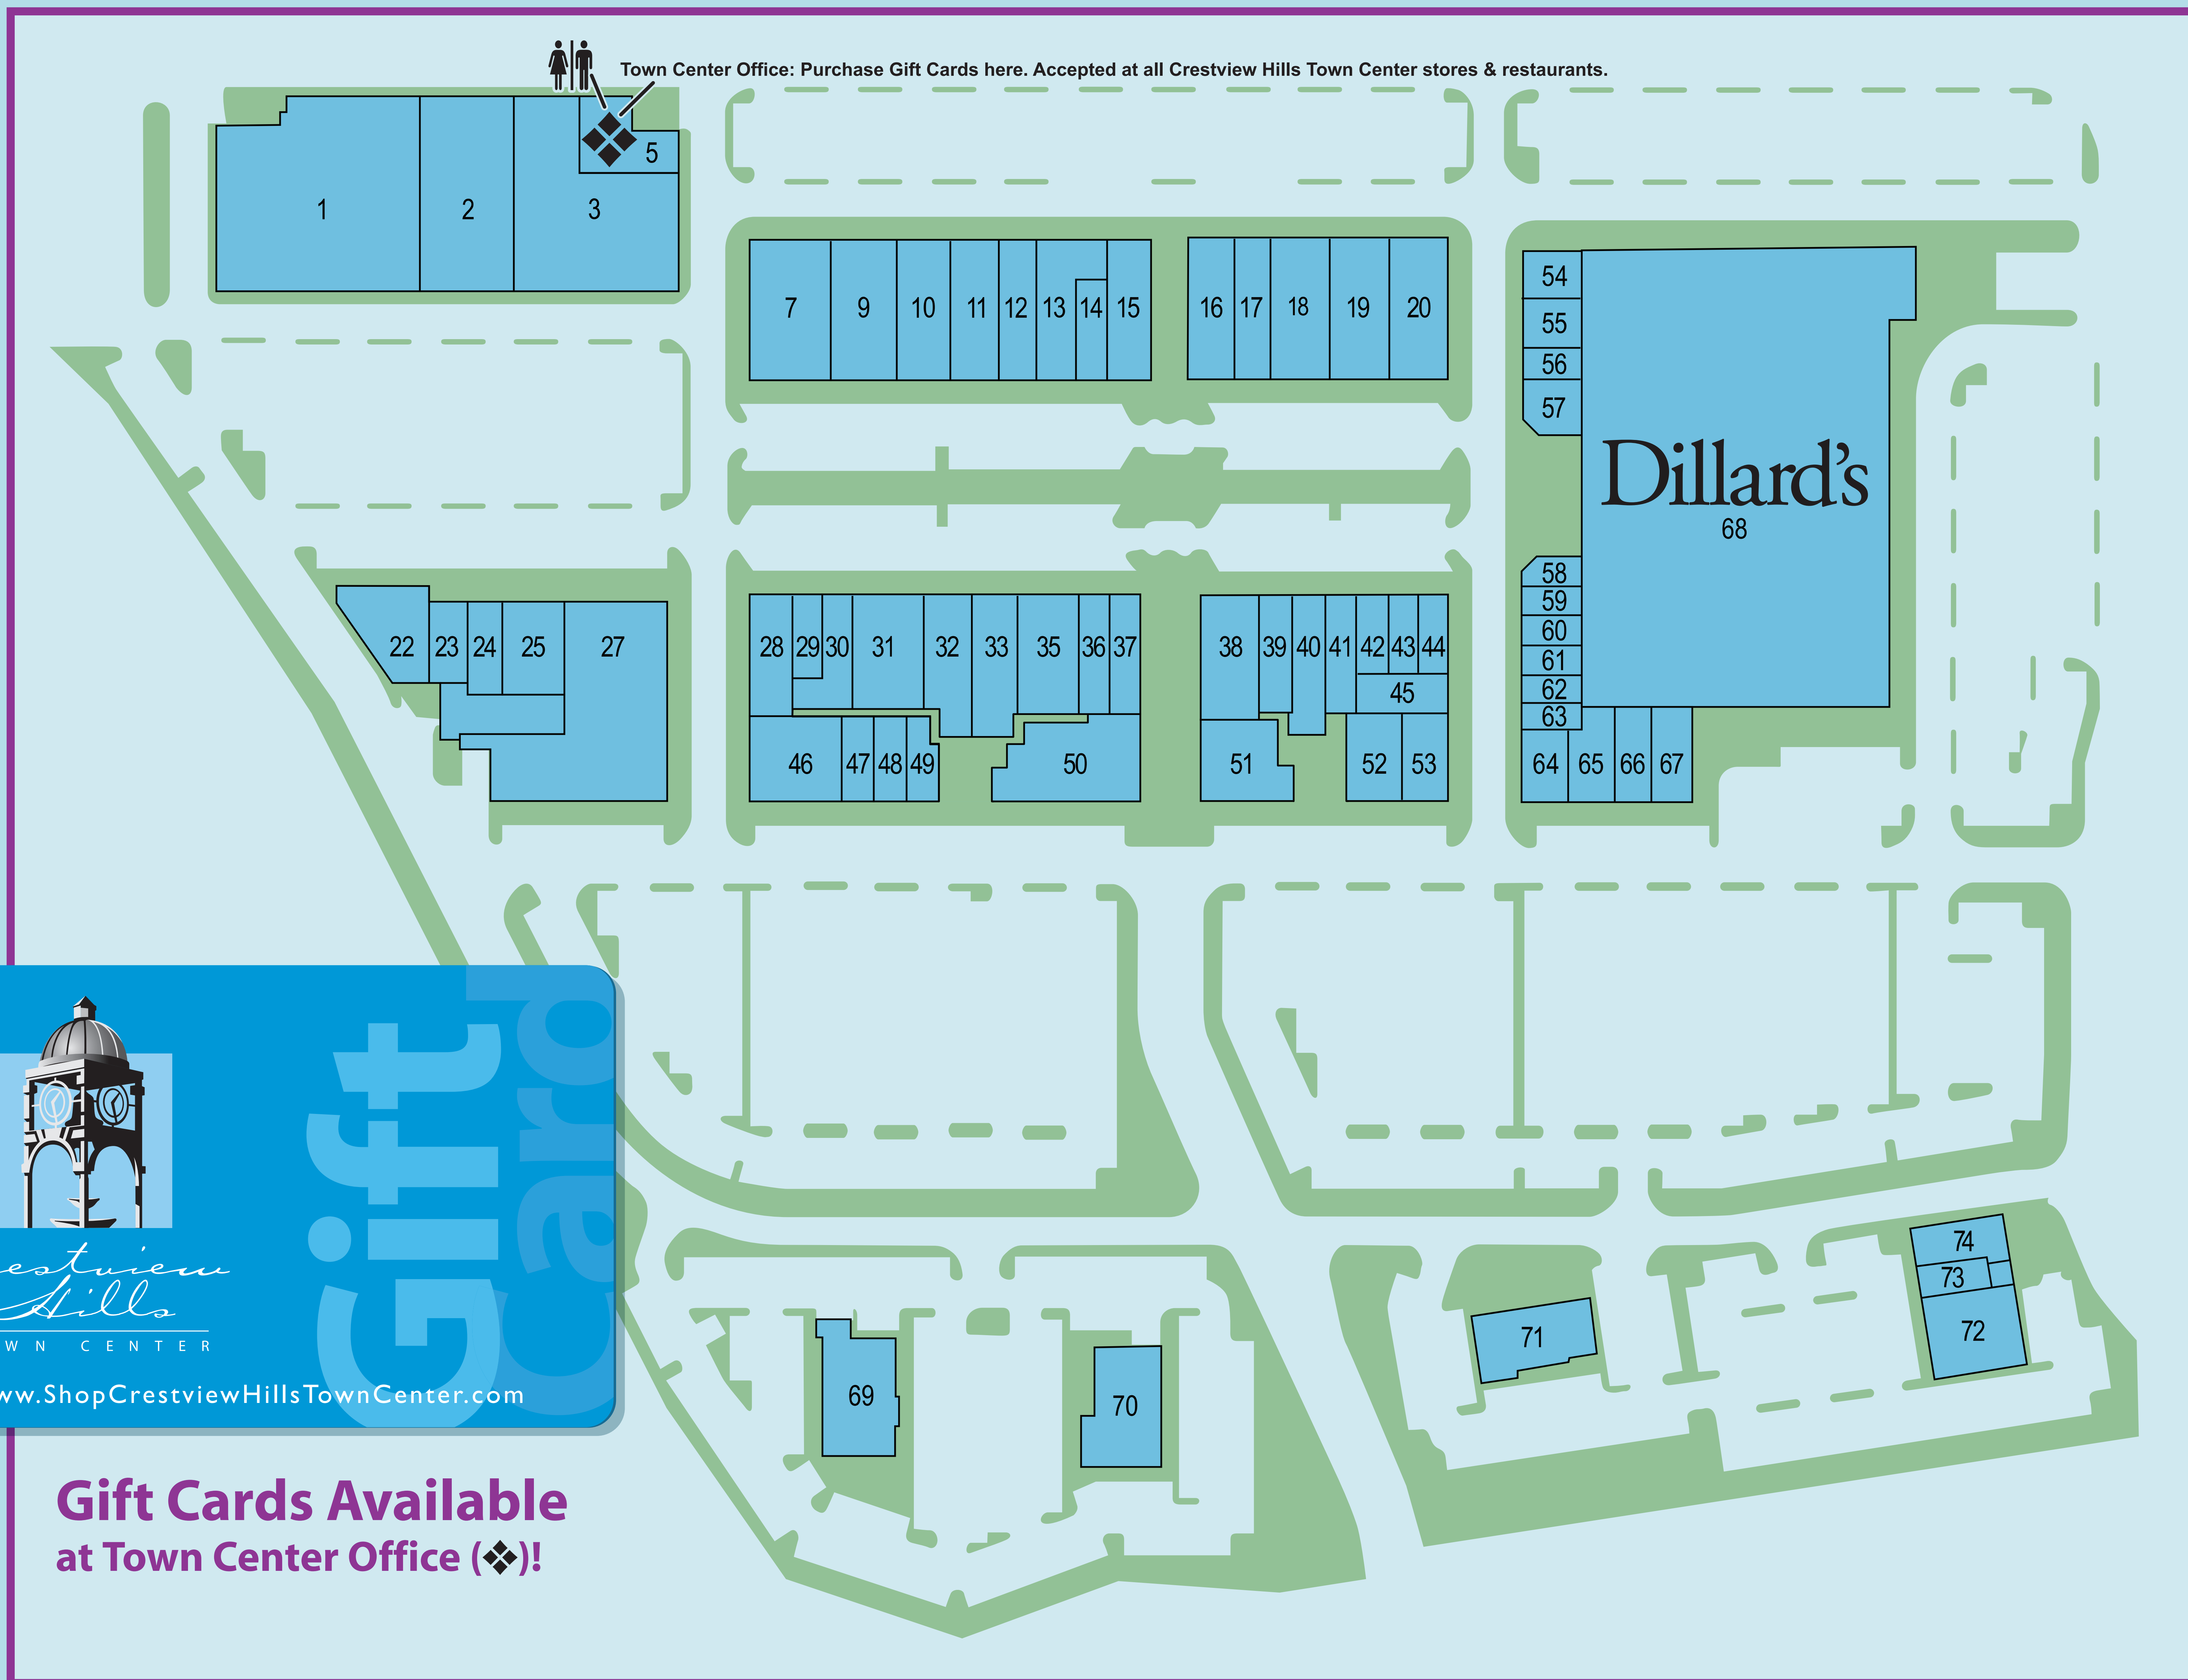 Town Center Office: Purchase Gift Cards here. Accepted at all Crestview Hills Town Center stores & restaurants.
5
1 2 3
7 9 10 11 12 13 14 15 16 17 18 19 20
54
55
56
57
Dillard's
68
58
59
60
61
62
63
64 65 66 67
22 23 24 25 27
28 29 30 31 32 33 35 36 37 38 39 40 41 42 43 44
45
46 47 48 49 50 51 52 53
Gift
Card
estview
Hills
WN CENTER
ww.ShopCrestviewHillsTownCenter.com
74
73
72
71
69 70
Gift Cards Available
at Town Center Office (❖)!